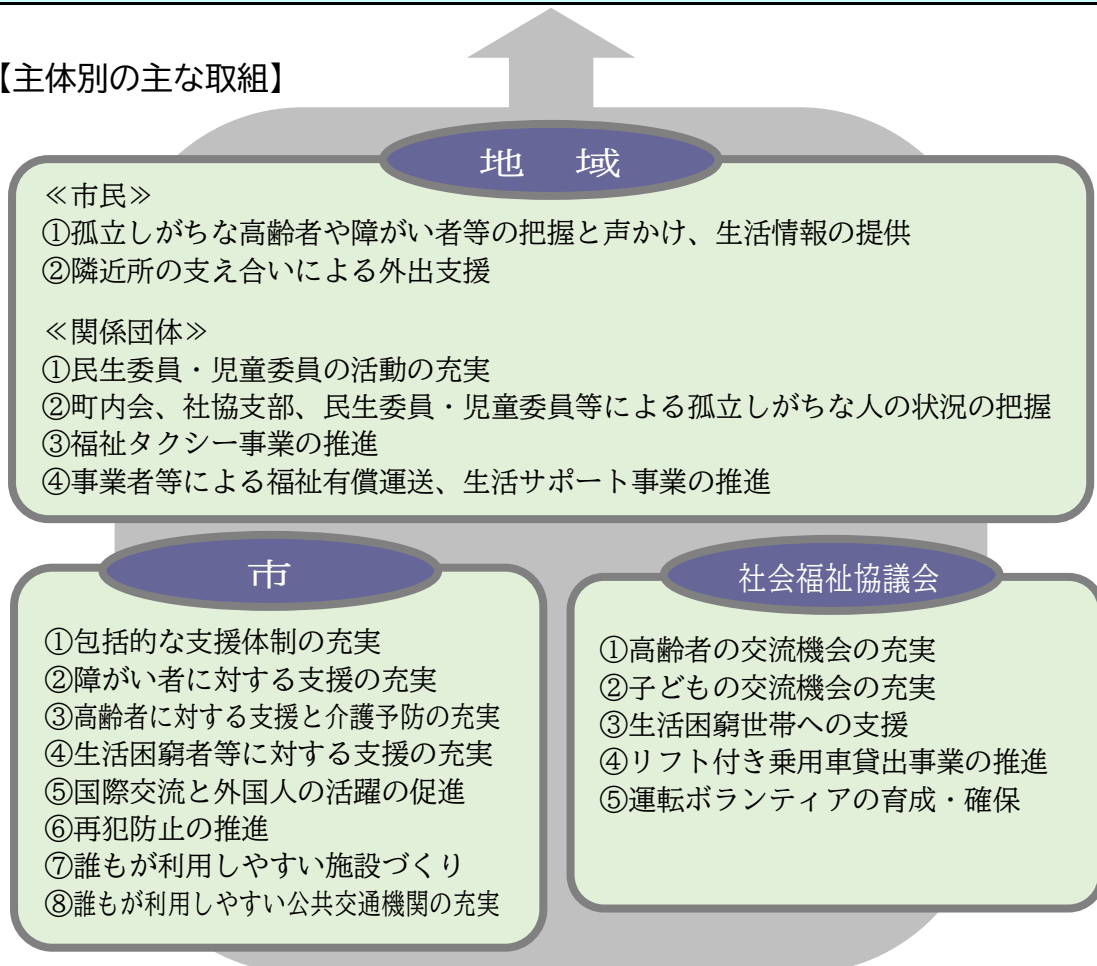 【主体別の主な取組】
地　域
≪市民≫
①孤立しがちな高齢者や障がい者等の把握と声かけ、生活情報の提供
②隣近所の支え合いによる外出支援
≪関係団体≫
①民生委員・児童委員の活動の充実
②町内会、社協支部、民生委員・児童委員等による孤立しがちな人の状況の把握
③福祉タクシー事業の推進
④事業者等による福祉有償運送、生活サポート事業の推進
市
①包括的な支援体制の充実
②障がい者に対する支援の充実
③高齢者に対する支援と介護予防の充実
④生活困窮者等に対する支援の充実
⑤国際交流と外国人の活躍の促進
⑥再犯防止の推進
⑦誰もが利用しやすい施設づくり
⑧誰もが利用しやすい公共交通機関の充実
社会福祉協議会
①高齢者の交流機会の充実
②子どもの交流機会の充実
③生活困窮世帯への支援
④リフト付き乗用車貸出事業の推進
⑤運転ボランティアの育成・確保